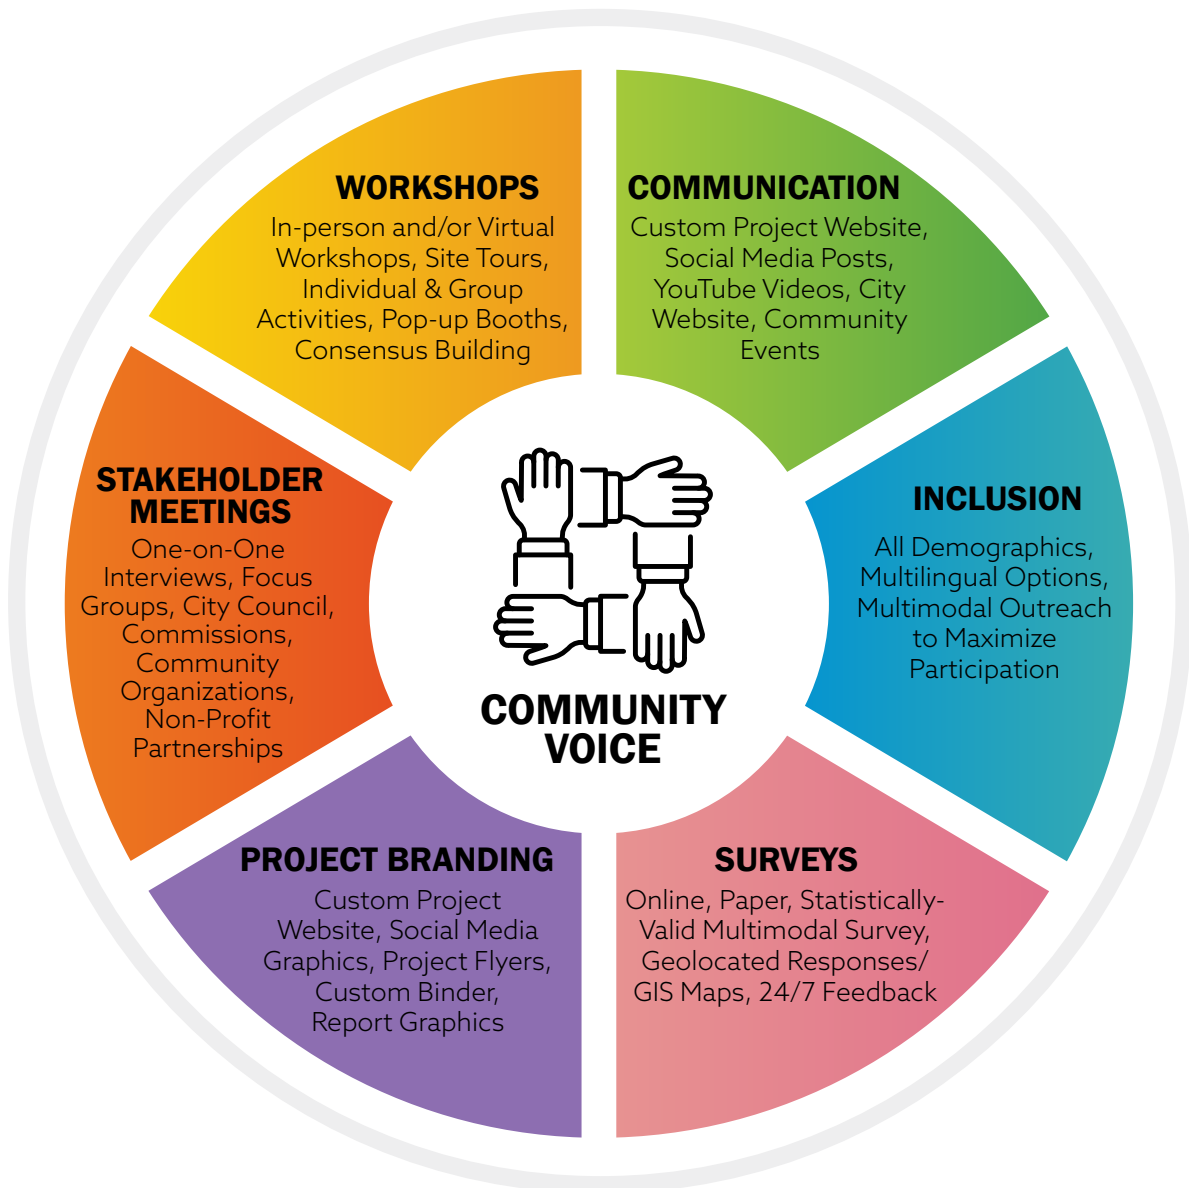 WORKSHOPS
In-person and/or Virtual
Workshops, Site Tours,
Individual & Group
Activities, Pop-up Booths,
Consensus Building
COMMUNICATION
Custom Project Website,
Social Media Posts,
YouTube Videos, City
Website, Community
Events
STAKEHOLDER
MEETINGS
One-on-One
Interviews, Focus
Groups, City Council,
Commissions,
Community
Organizations,
Non-Profit
Partnerships
INCLUSION
All Demographics,
Multilingual Options,
Multimodal Outreach
to Maximize
Participation
COMMUNITY
VOICE
PROJECT BRANDING
Custom Project
Website, Social Media
Graphics, Project Flyers,
Custom Binder,
Report Graphics
SURVEYS
Online, Paper, Statistically-
Valid Multimodal Survey,
Geolocated Responses/
GIS Maps, 24/7 Feedback